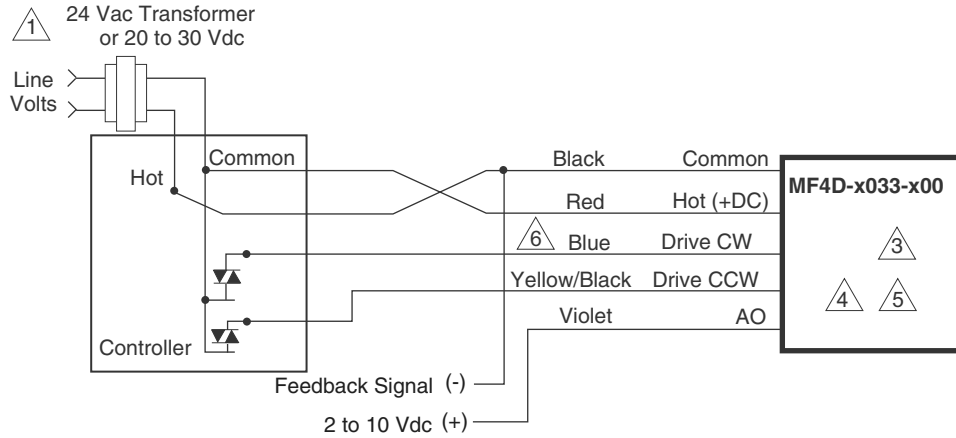 1
24 Vac Transformer
or 20 to 30 Vdc
Line
Volts
Common
Hot
Controller
Black Common
Red Hot (+DC)
6 Blue Drive CW
Yellow/Black Drive CCW
Violet AO
MF4D-x033-x00
3
4 5
Feedback Signal (-)
2 to 10 Vdc (+)